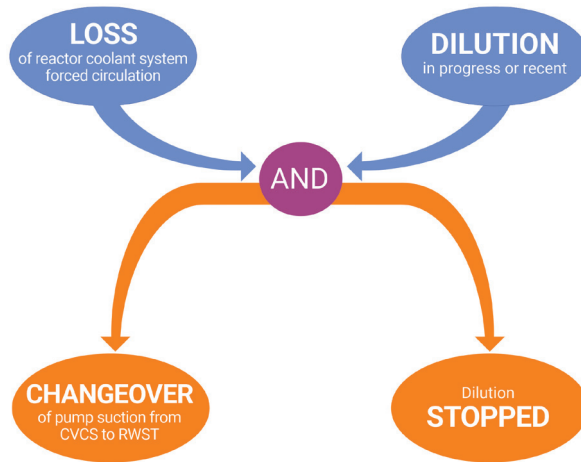 LOSS
of reactor coolant system
forced circulation
DILUTION
in progress or recent
AND
CHANGEOVER
of pump suction from
CVCS to RWST
Dilution
STOPPED